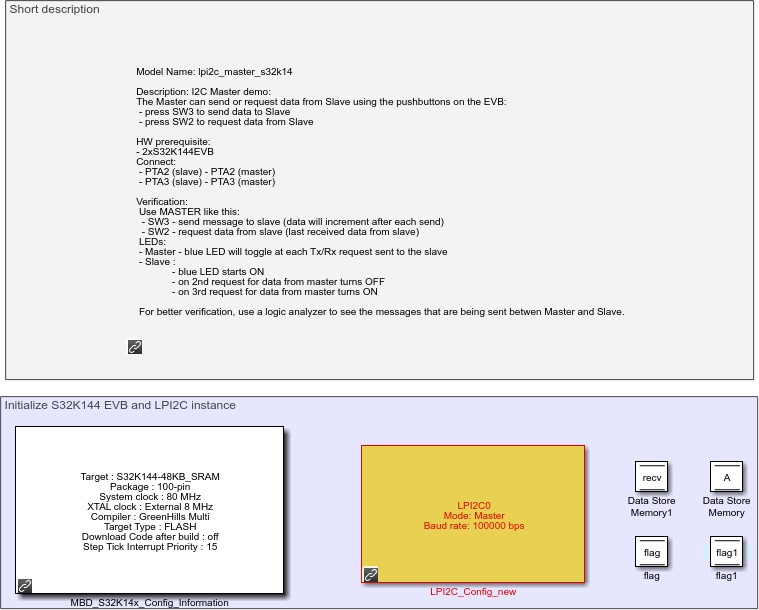 Short description
Model Name: lpi2c_master_s32k14
Description: I2C Master demo:
The Master can send or request data from Slave using the pushbuttons on the EVB:
- press SW3 to send data to Slave
- press SW2 to request data from Slave
HW prerequisite:
- 2xS32K144EVB
Connect:
- PTA2 (slave) - PTA2 (master)
- PTA3 (slave) - PTA3 (master)
Verification:
Use MASTER like this:
- SW3 - send message to slave (data will increment after each send)
- SW2 - request data from slave (last received data from slave)
LEDs:
- Master - blue LED will toggle at each Tx/Rx request sent to the slave
- Slave :
- blue LED starts ON
- on 2nd request for data from master turns OFF
- on 3rd request for data from master turns ON
For better verification, use a logic analyzer to see the messages that are being sent betwen Master and Slave.
Initialize S32K144 EVB and LPI2C instance
Target : S32K144-48KB_SRAM
Package : 100-pin
System clock : 80 MHz
XTAL clock : External 8 MHz
Compiler : GreenHills Multi
Target Type : FLASH
Download Code after build : off
Step Tick Interrupt Priority : 15
MBD_S32K14x_Config_Information
LPI2C0
Mode: Master
Baud rate: 100000 bps
LPI2C_Config_new
recv
Data Store
Memory1
A
Data Store
Memory
flag
flag
flag1
flag1